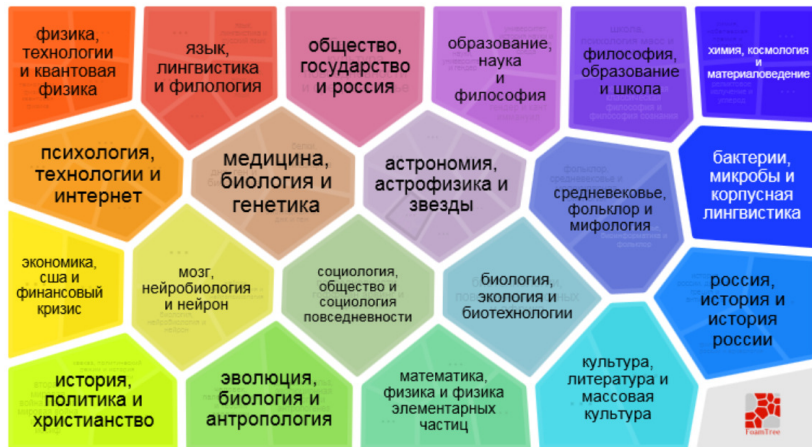 физика,
технологии
и квантовая
физика
язык,
лингвистика
и филология
общество,
государство
и россия
образование,
наука
и
философия
философия,
образование
и школа
химия, космология
и
материаловедение
психология,
технологии и
интернет
медицина,
биология и
генетика
астрономия,
астрофизика и
звезды
средневековье,
фольклор и
мифология
бактерии,
микробы и
корпусная
лингвистика
экономика,
сша и
финансовый
кризис
мозг,
нейробиология
и нейрон
социология,
общество и
социология
повседневности
биология,
экология и
биотехнологии
россия,
история и
история
россии
история,
политика и
христианство
эволюция,
биология и
антропология
математика,
физика и физика
элементарных
частиц
культура,
литература и
массовая
культура
FoamTree